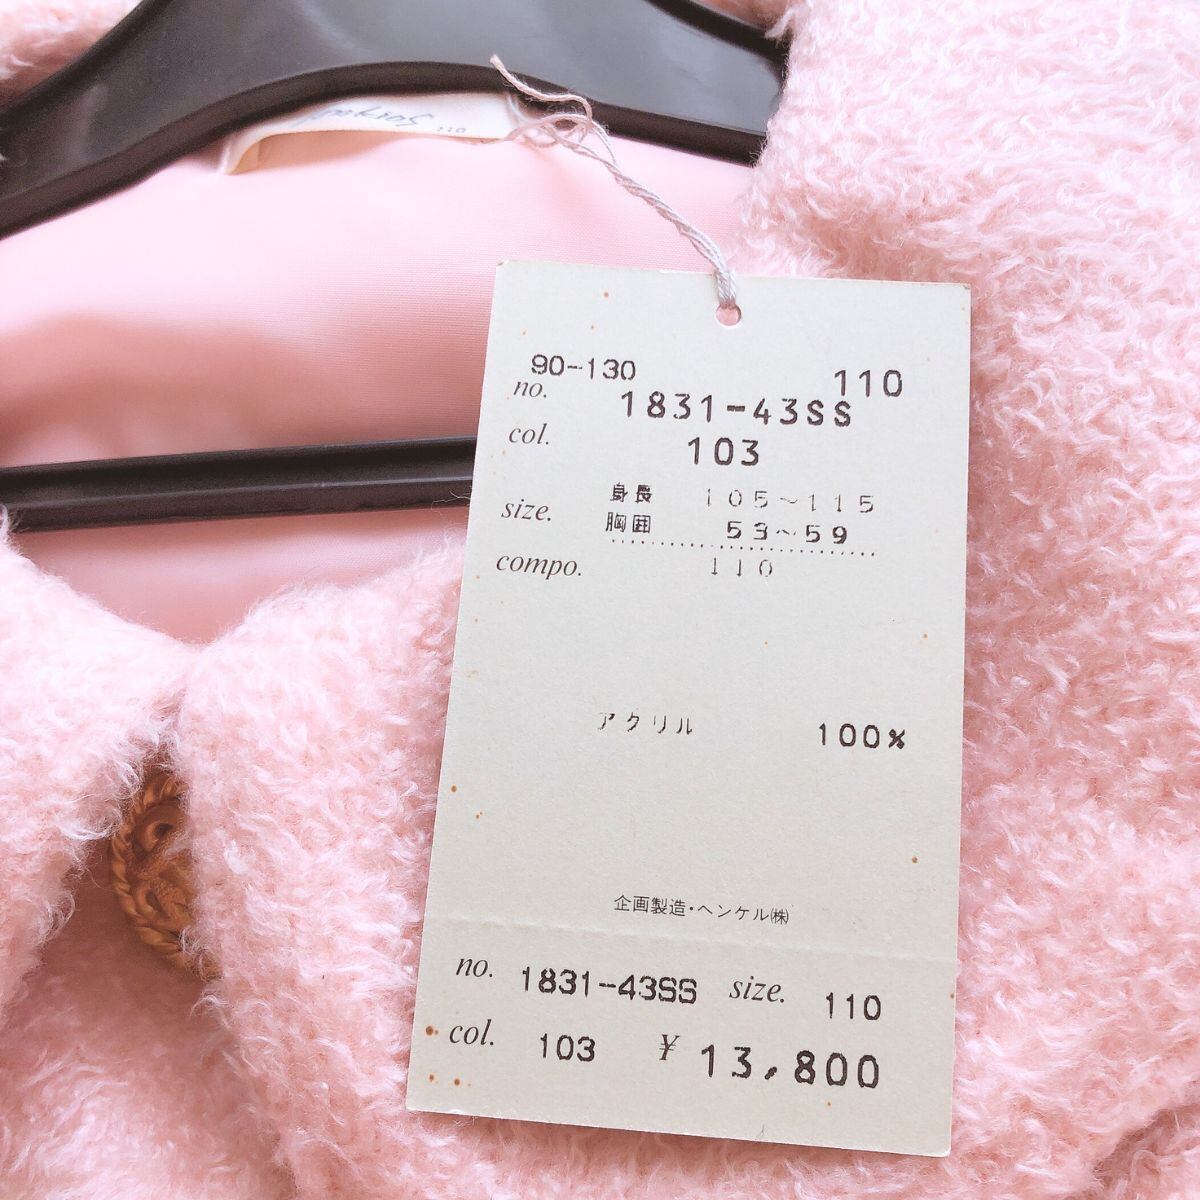 110
90-130 110
no. 1831-43SS
col. 103
size. 身長 105~115
胸囲 53~59
compo. 110
アクリル 100%
企画製造・ヘンケル㈱
no. 1831-43SS size. 110
col. 103 ¥ 13,800